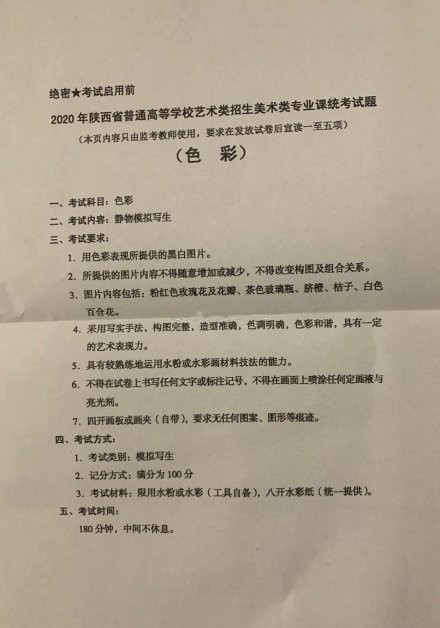 绝密★考试启用前
2020年陕西省普通高等学校艺术类招生美术类专业课统考试题
（本页内容只由监考教师使用，要求在发放试卷后宣读一至五项）
（色　彩）
一、考试科目：色彩
二、考试内容：静物模拟写生
三、考试要求：
1．用色彩表现所提供的黑白图片。
2．所提供的图片内容不得随意增加或减少，不得改变构图及组合关系。
3．图片内容包括：粉红色玫瑰花及花瓣、茶色玻璃瓶、脐橙、桔子、白色
百合花。
4．采用写实手法，构图完整，造型准确，色调明确，色彩和谐，具有一定
的艺术表现力。
5．具有较熟练地运用水粉或水彩画材料技法的能力。
6．不得在试卷上书写任何文字或标注记号，不得在画面上喷涂任何定画液与
亮光剂。
7．四开画板或画夹（自带），要求无任何图案、图形等痕迹。
四、考试方式：
1．考试类别：模拟写生
2．记分方式：满分为100分
3．考试材料：限用水粉或水彩（工具自备），八开水彩纸（统一提供）。
五、考试时间：
180分钟，中间不休息。